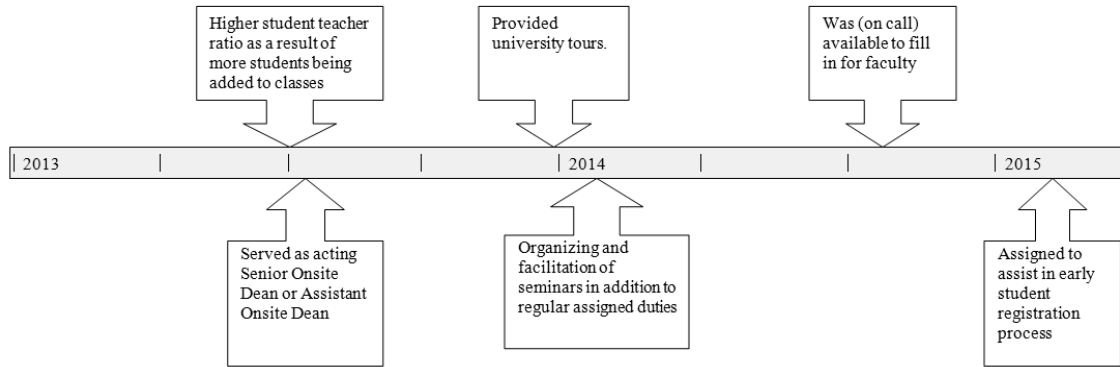 Higher student teacher
ratio as a result of
more students being
added to classes
Provided
university tours.
Was (on call)
available to fill
in for faculty
2013
2014
2015
Served as acting
Senior Onsite
Dean or Assistant
Onsite Dean
Organizing and
facilitation of
seminars in addition to
regular assigned duties
Assigned to
assist in early
student
registration
process